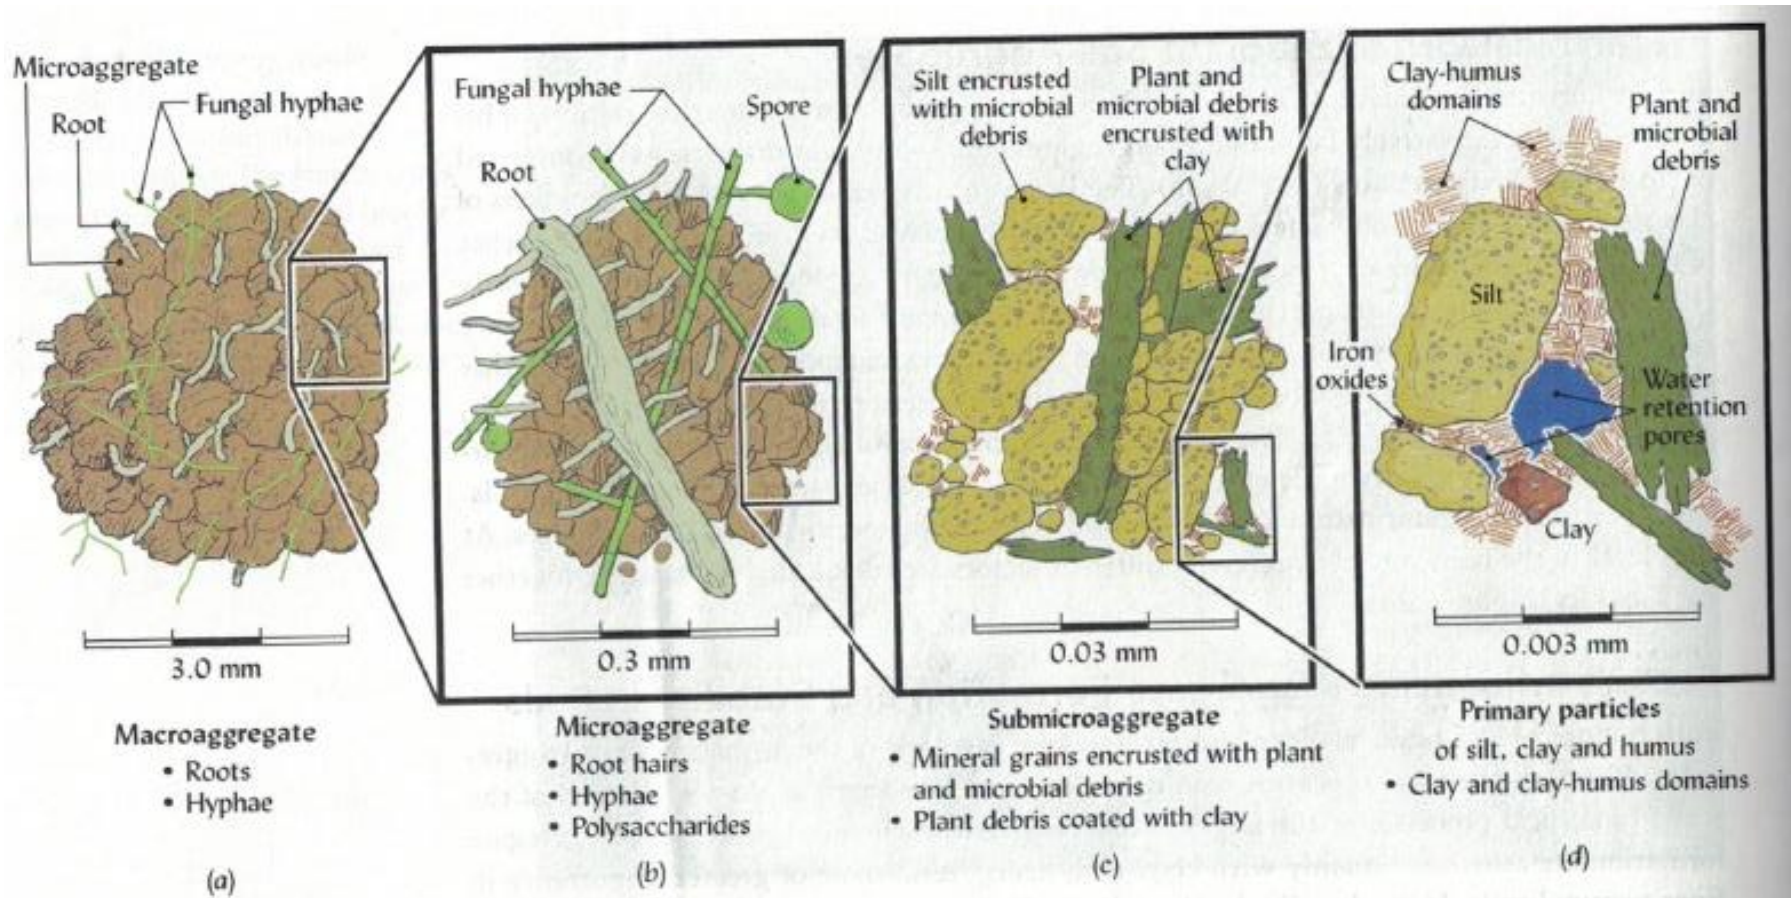 Microaggregate
Root
Fungal hyphae
3.0 mm
Macroaggregate
• Roots
• Hyphae
(a)
Fungal hyphae
Spore
Root
0.3 mm
Microaggregate
• Root hairs
• Hyphae
• Polysaccharides
(b)
Silt encrusted
with microbial
debris
Plant and
microbial debris
encrusted with
clay
0.03 mm
Submicroaggregate
• Mineral grains encrusted with plant
and microbial debris
• Plant debris coated with clay
(c)
Clay-humus
domains
Plant and
microbial
debris
Silt
Iron
oxides
Water
retention
pores
Clay
0.003 mm
Primary particles
of silt, clay and humus
• Clay and clay-humus domains
(d)